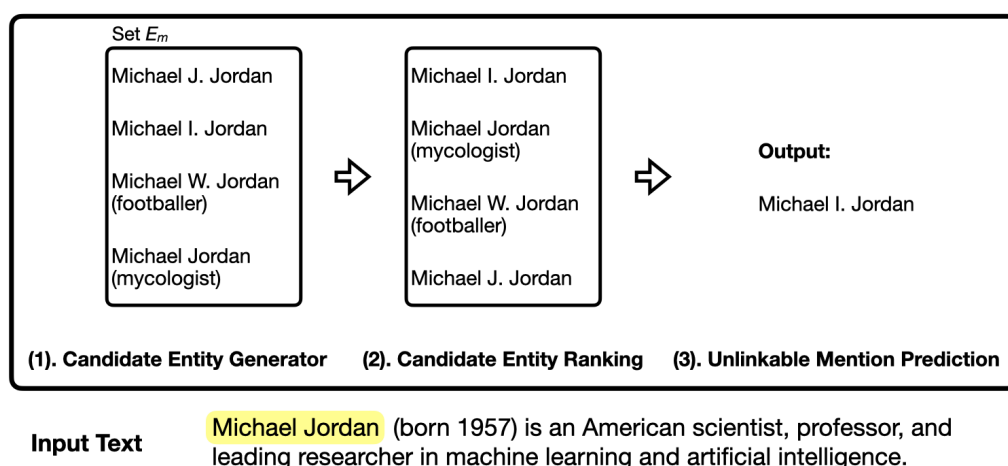 Set Em
Michael J. Jordan
Michael I. Jordan
Michael W. Jordan
(footballer)
Michael Jordan
(mycologist)
Michael I. Jordan
Michael Jordan
(mycologist)
Michael W. Jordan
(footballer)
Michael J. Jordan
Output:
Michael I. Jordan
(1). Candidate Entity Generator
(2). Candidate Entity Ranking
(3). Unlinkable Mention Prediction
Input Text
Michael Jordan (born 1957) is an American scientist, professor, and
leading researcher in machine learning and artificial intelligence.